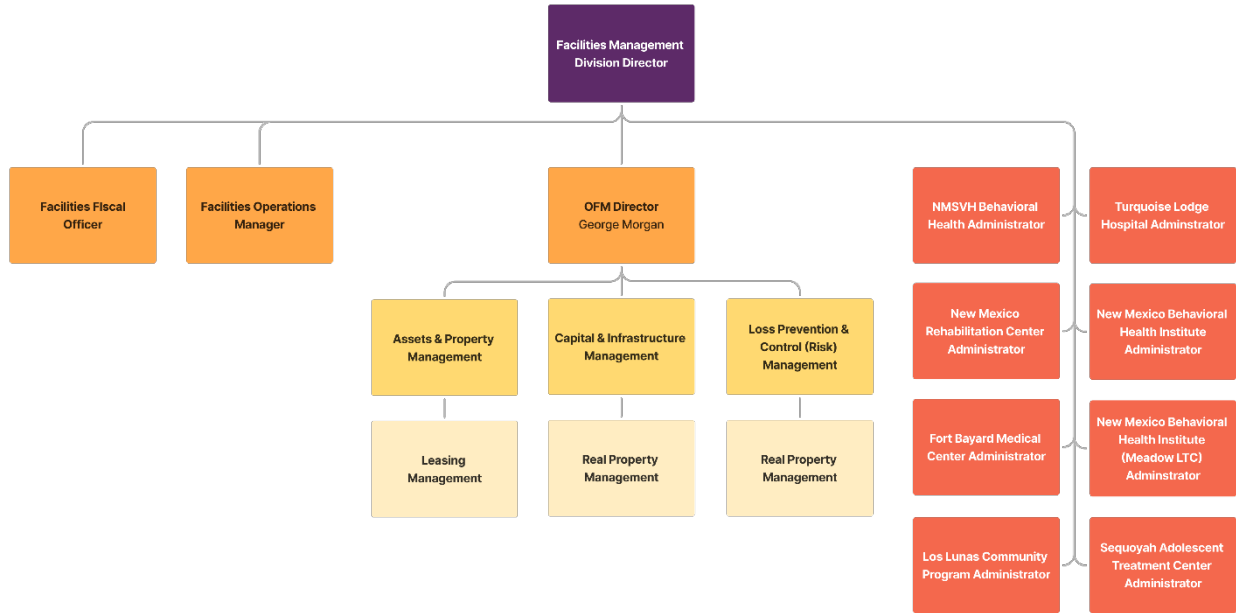 Facilities Management
Division Director
Facilities FIscal
Officer
Facilities Operations
Manager
OFM Director
George Morgan
NMSVH Behavioral
Health Administrator
Turquoise Lodge
Hospital Adminstrator
Assets & Property
Management
Capital & Infrastructure
Management
Loss Prevention &
Control (Risk)
Management
New Mexico
Rehabilitation Center
Administrator
New Mexico Behavioral
Health Institute
Administrator
Leasing
Management
Real Property
Management
Real Property
Management
Fort Bayard Medical
Center Administrator
New Mexico Behavioral
Health Institute
(Meadow LTC)
Adminstrator
Los Lunas Community
Program Administrator
Sequoyah Adolescent
Treatment Center
Administrator